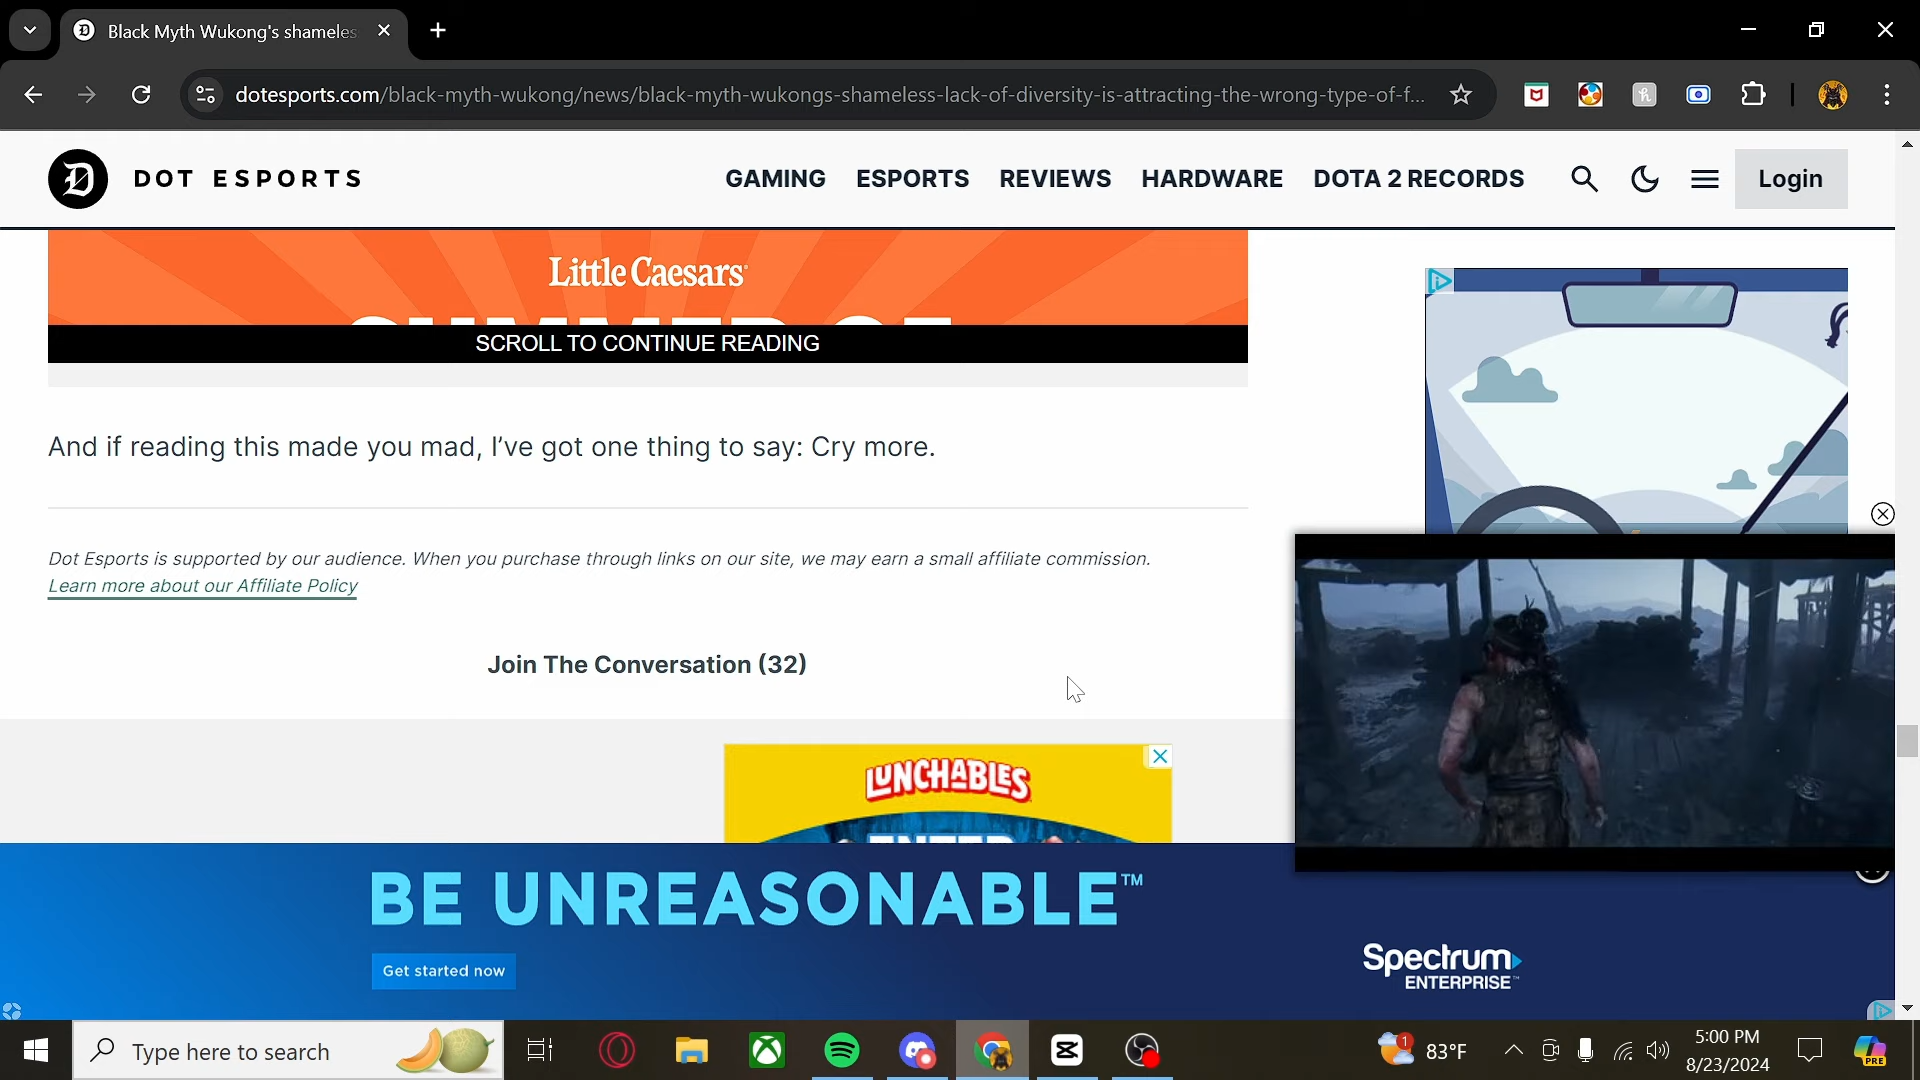 Black Myth Wukong's shameles
dotesports.com/black-myth-wukong/news/black-myth-wukongs-shameless-lack-of-diversity-is-attracting-the-wrong-type-of-f...
DOT ESPORTS
GAMING
ESPORTS
REVIEWS
HARDWARE
DOTA 2 RECORDS
Login
Little Caesars
SCROLL TO CONTINUE READING
And if reading this made you mad, I've got one thing to say: Cry more.
Dot Esports is supported by our audience. When you purchase through links on our site, we may earn a small affiliate commission.
Learn more about our Affiliate Policy
Join The Conversation (32)
LUNCHABLES
BE UNREASONABLE™
Get started now
Spectrum
ENTERPRISE™
Type here to search
1
83°F
5:00 PM
8/23/2024
PRE